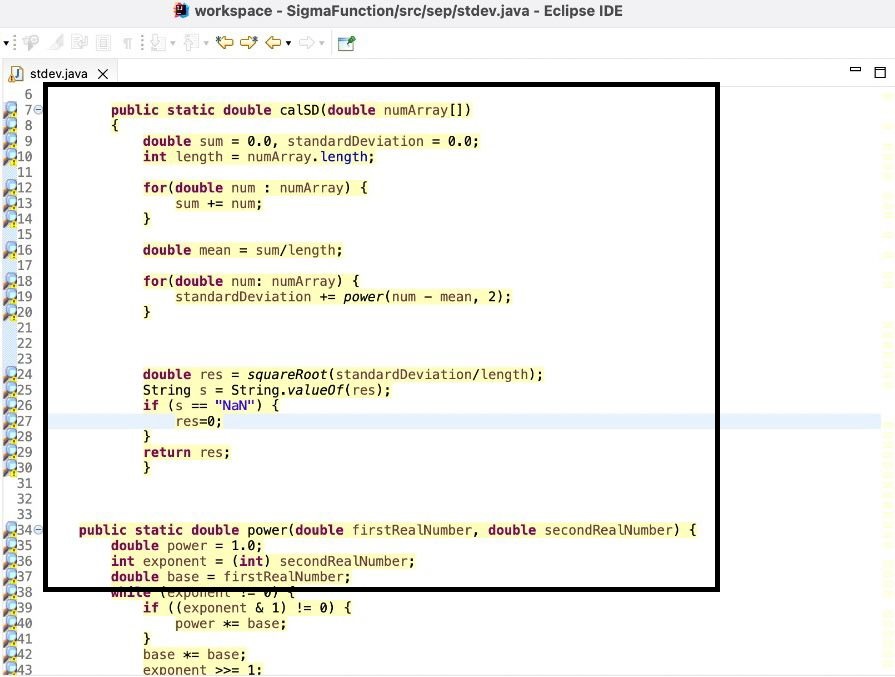 workspace - SigmaFunction/src/sep/stdev.java - Eclipse IDE
stdev.java
6
7 public static double calSD(double numArray[])
8 {
9 double sum = 0.0, standardDeviation = 0.0;
10 int length = numArray.length;
11
12 for(double num : numArray) {
13 sum += num;
14 }
15
16 double mean = sum/length;
17
18 for(double num: numArray) {
19 standardDeviation += power(num - mean, 2);
20 }
21
22
23
24 double res = squareRoot(standardDeviation/length);
25 String s = String.valueOf(res);
26 if (s == "NaN") {
27 res=0;
28 }
29 return res;
30 }
31
32
33
34 public static double power(double firstRealNumber, double secondRealNumber) {
35 double power = 1.0;
36 int exponent = (int) secondRealNumber;
37 double base = firstRealNumber;
38 while (exponent != 0) {
39 if ((exponent & 1) != 0) {
40 power *= base;
41 }
42 base *= base;
43 exponent >>= 1;